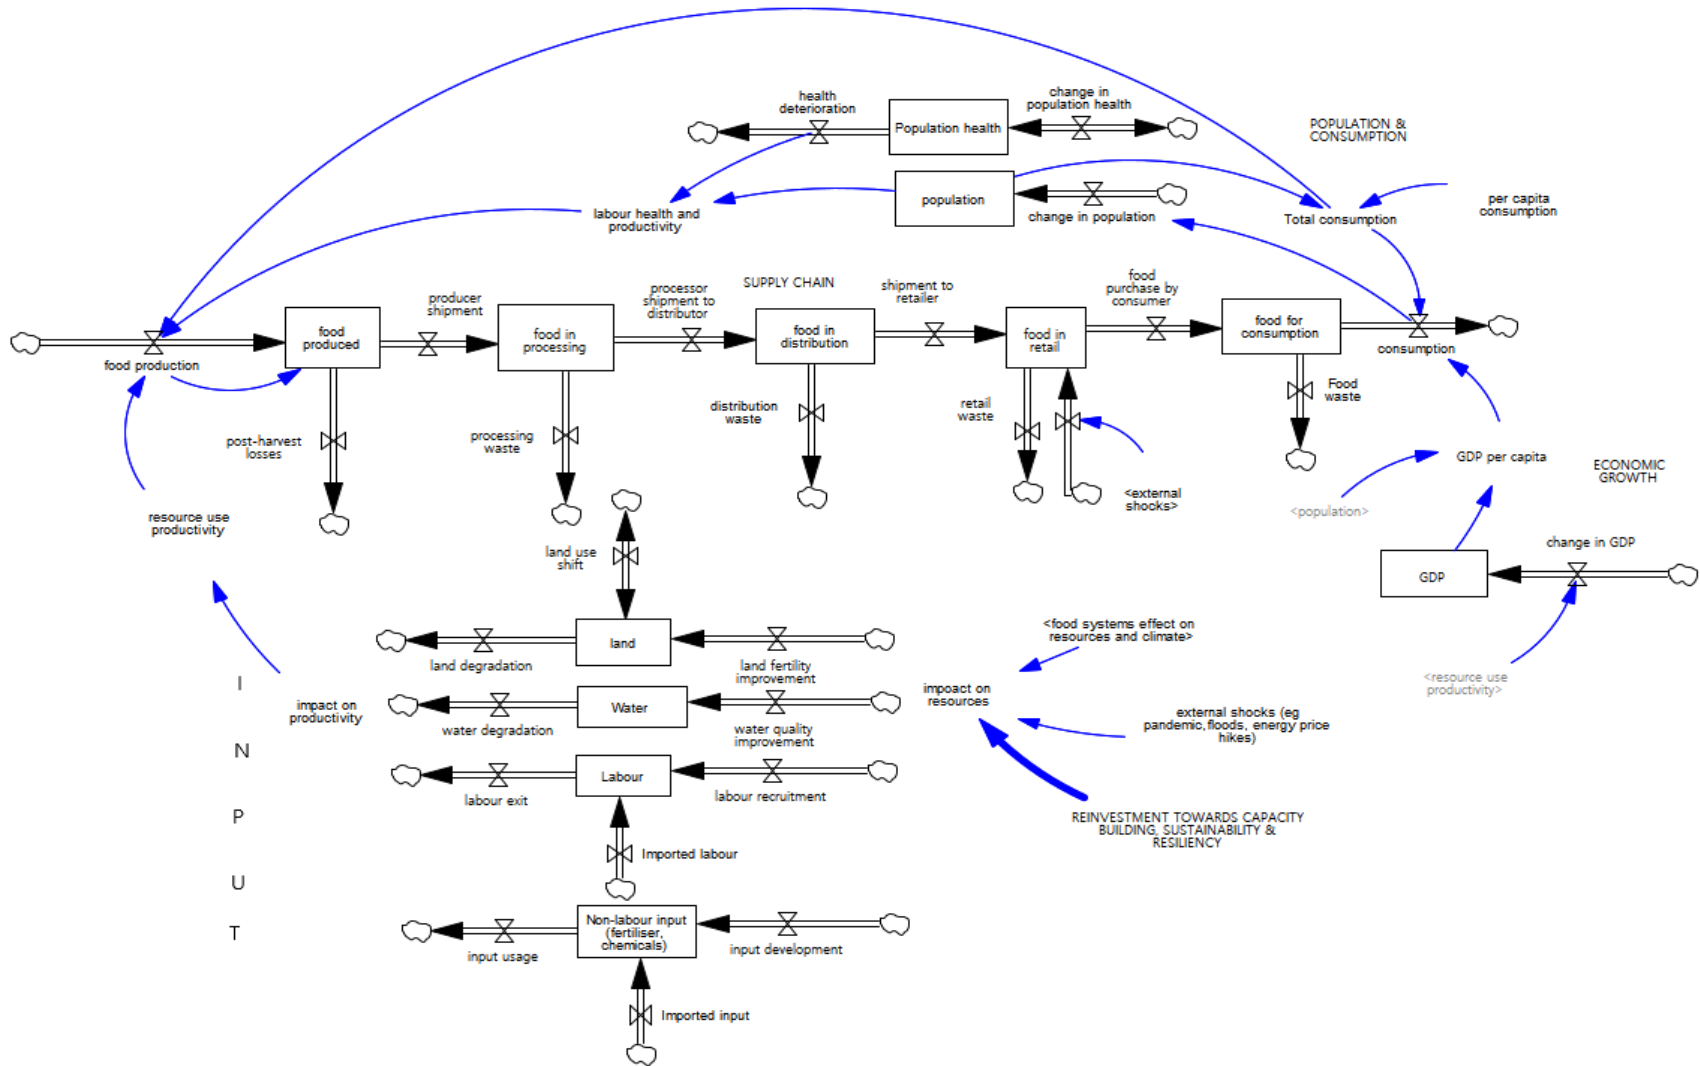 health
deterioration
change in
population health
Population health
POPULATION &
CONSUMPTION
population
change in population
labour health and
productivity
Total consumption
per capita
consumption
SUPPLY CHAIN
producer
shipment
processor
shipment to
distributor
shipment to
retailer
food
purchase by
consumer
food
produced
food in
processing
food in
distribution
food in
retail
food for
consumption
food production
consumption
post-harvest
losses
processing
waste
distribution
waste
retail
waste
Food
waste
<external
shocks>
GDP per capita
ECONOMIC
GROWTH
<population>
resource use
productivity
land use
shift
change in GDP
GDP
<food systems effect on
resources and climate>
land
land degradation
land fertility
improvement
<resource use
productivity>
impact on
productivity
impoact on
resources
Water
water degradation
water quality
improvement
external shocks (eg
pandemic, floods, energy price
hikes)
Labour
labour exit
labour recruitment
REINVESTMENT TOWARDS CAPACITY
BUILDING, SUSTAINABILITY &
RESILIENCY
Imported labour
Non-labour input
(fertiliser,
chemicals)
input usage
input development
Imported input
I
N
P
U
T